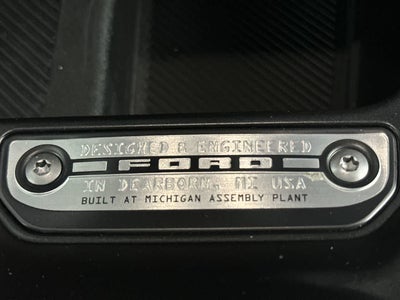 DESIGNED & ENGINEERED
FORD
IN DEARBORN, MI USA
BUILT AT MICHIGAN ASSEMBLY PLANT